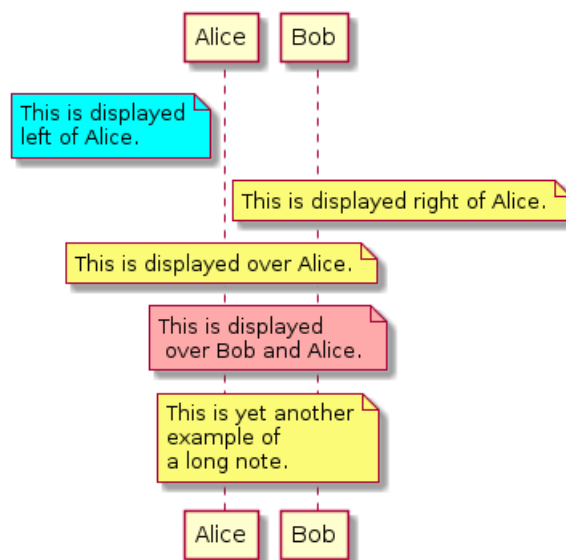 Alice Bob
This is displayed
left of Alice.
This is displayed right of Alice.
This is displayed over Alice.
This is displayed
over Bob and Alice.
This is yet another
example of
a long note.
Alice Bob